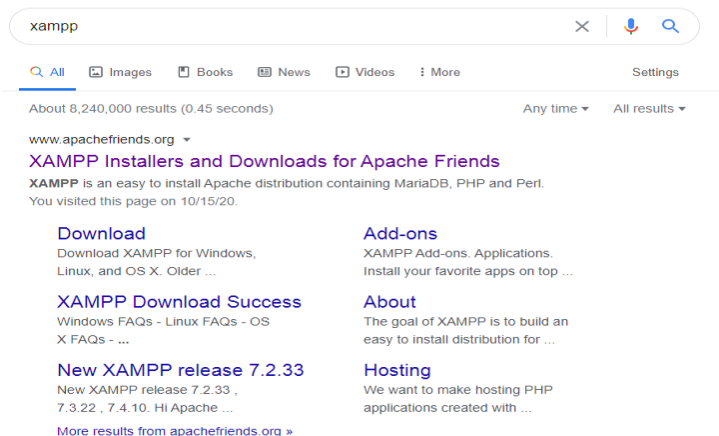 xampp
All Images Books News Videos More Settings
About 8,240,000 results (0.45 seconds) Any time All results
www.apachefriends.org
XAMPP Installers and Downloads for Apache Friends
XAMPP is an easy to install Apache distribution containing MariaDB, PHP and Perl.
You visited this page on 10/15/20.
Download
Download XAMPP for Windows,
Linux, and OS X. Older ...
Add-ons
XAMPP Add-ons. Applications.
Install your favorite apps on top ...
XAMPP Download Success
Windows FAQs - Linux FAQs - OS
X FAQs - ...
About
The goal of XAMPP is to build an
easy to install distribution for ...
New XAMPP release 7.2.33
New XAMPP release 7.2.33 ,
7.3.22 , 7.4.10. Hi Apache ...
Hosting
We want to make hosting PHP
applications created with ...
More results from apachefriends.org »